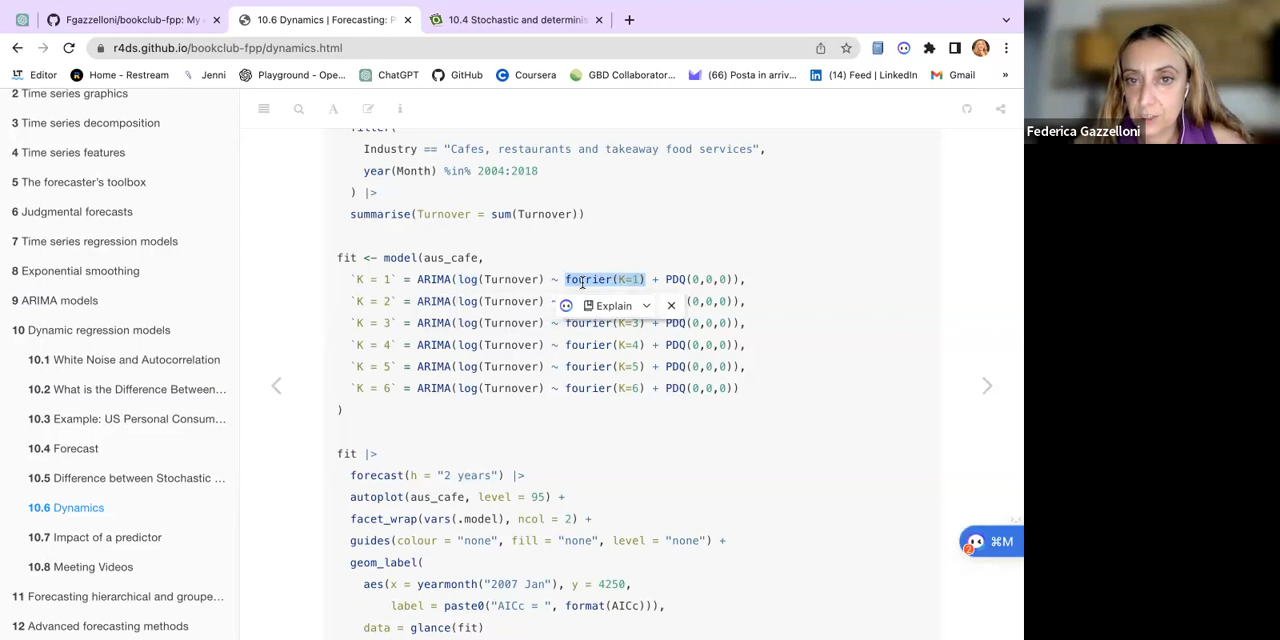 Fgazzelloni/bookclub-fpp: My
10.6 Dynamics | Forecasting: P
10.4 Stochastic and determinis
r4ds.github.io/bookclub-fpp/dynamics.html
Editor
Home - Restream
Jenni
Playground - Ope...
ChatGPT
GitHub
Coursera
GBD Collaborator...
(66) Posta in arriv...
(14) Feed | LinkedIn
Gmail
»
2 Time series graphics
3 Time series decomposition
4 Time series features
5 The forecaster's toolbox
6 Judgmental forecasts
7 Time series regression models
8 Exponential smoothing
9 ARIMA models
10 Dynamic regression models
10.1 White Noise and Autocorrelation
10.2 What is the Difference Between...
10.3 Example: US Personal Consum...
10.4 Forecast
10.5 Difference between Stochastic ...
10.6 Dynamics
10.7 Impact of a predictor
10.8 Meeting Videos
11 Forecasting hierarchical and groupe...
12 Advanced forecasting methods
filter(
Industry == "Cafes, restaurants and takeaway food services",
year(Month) %in% 2004:2018
) |>
summarise(Turnover = sum(Turnover))
fit <- model(aus_cafe,
`K = 1` = ARIMA(log(Turnover) ~ fourier(K=1) + PDQ(0,0,0)),
`K = 2` = ARIMA(log(Turnover) ~ 0,0,0)),
Explain
`K = 3` = ARIMA(log(Turnover) ~ fourier(K=3) + PDQ(0,0,0)),
`K = 4` = ARIMA(log(Turnover) ~ fourier(K=4) + PDQ(0,0,0)),
`K = 5` = ARIMA(log(Turnover) ~ fourier(K=5) + PDQ(0,0,0)),
`K = 6` = ARIMA(log(Turnover) ~ fourier(K=6) + PDQ(0,0,0))
)
fit |>
forecast(h = "2 years") |>
autoplot(aus_cafe, level = 95) +
facet_wrap(vars(.model), ncol = 2) +
guides(colour = "none", fill = "none", level = "none") +
geom_label(
aes(x = yearmonth("2007 Jan"), y = 4250,
label = paste0("AICc = ", format(AICc))),
data = glance(fit)
2
⌘M
Federica Gazzelloni